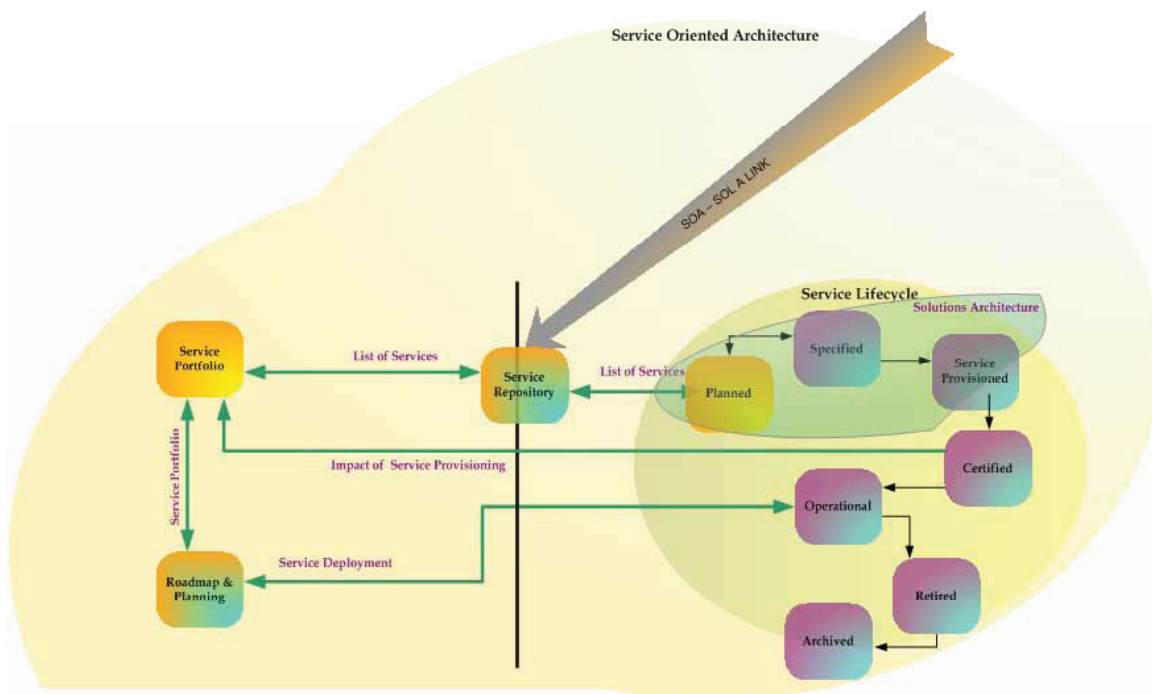 Service Oriented Architecture
SOA – SOL A LINK
Service Lifecycle
Solutions Architecture
Specified
Service
Provisioned
Service
Portfolio
List of Services
Service
Repository
List of Services
Planned
Service Portfolio
Impact of Service Provisioning
Certified
Operational
Service Deployment
Roadmap &
Planning
Retired
Archived